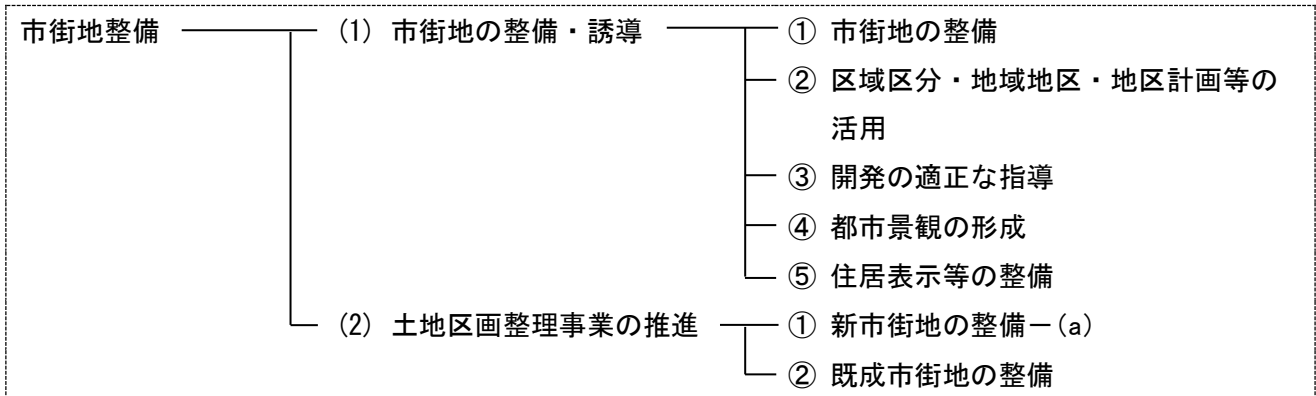 市街地整備 (1) 市街地の整備・誘導 ① 市街地の整備
② 区域区分・地域地区・地区計画等の
活用
③ 開発の適正な指導
④ 都市景観の形成
⑤ 住居表示等の整備
(2) 土地区画整理事業の推進 ① 新市街地の整備－(a)
② 既成市街地の整備